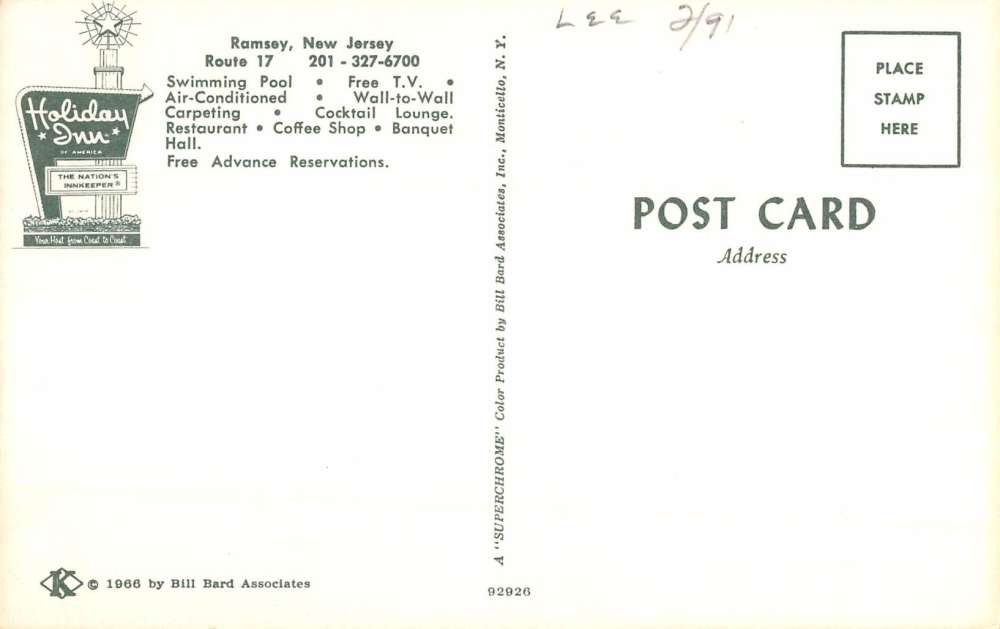 Ramsey, New Jersey
Route 17 201 - 327-6700
Swimming Pool • Free T.V. •
Air-Conditioned • Wall-to-Wall
Carpeting • Cocktail Lounge.
Restaurant • Coffee Shop • Banquet
Hall.
Free Advance Reservations.
Holiday
Inn
OF AMERICA
THE NATION'S
INNKEEPER®
Your Host from Coast to Coast
K © 1966 by Bill Bard Associates
A "SUPERCHROME" Color Product by Bill Bard Associates, Inc., Monticello, N. Y.
92926
LEE 2/91
PLACE
STAMP
HERE
POST CARD
Address